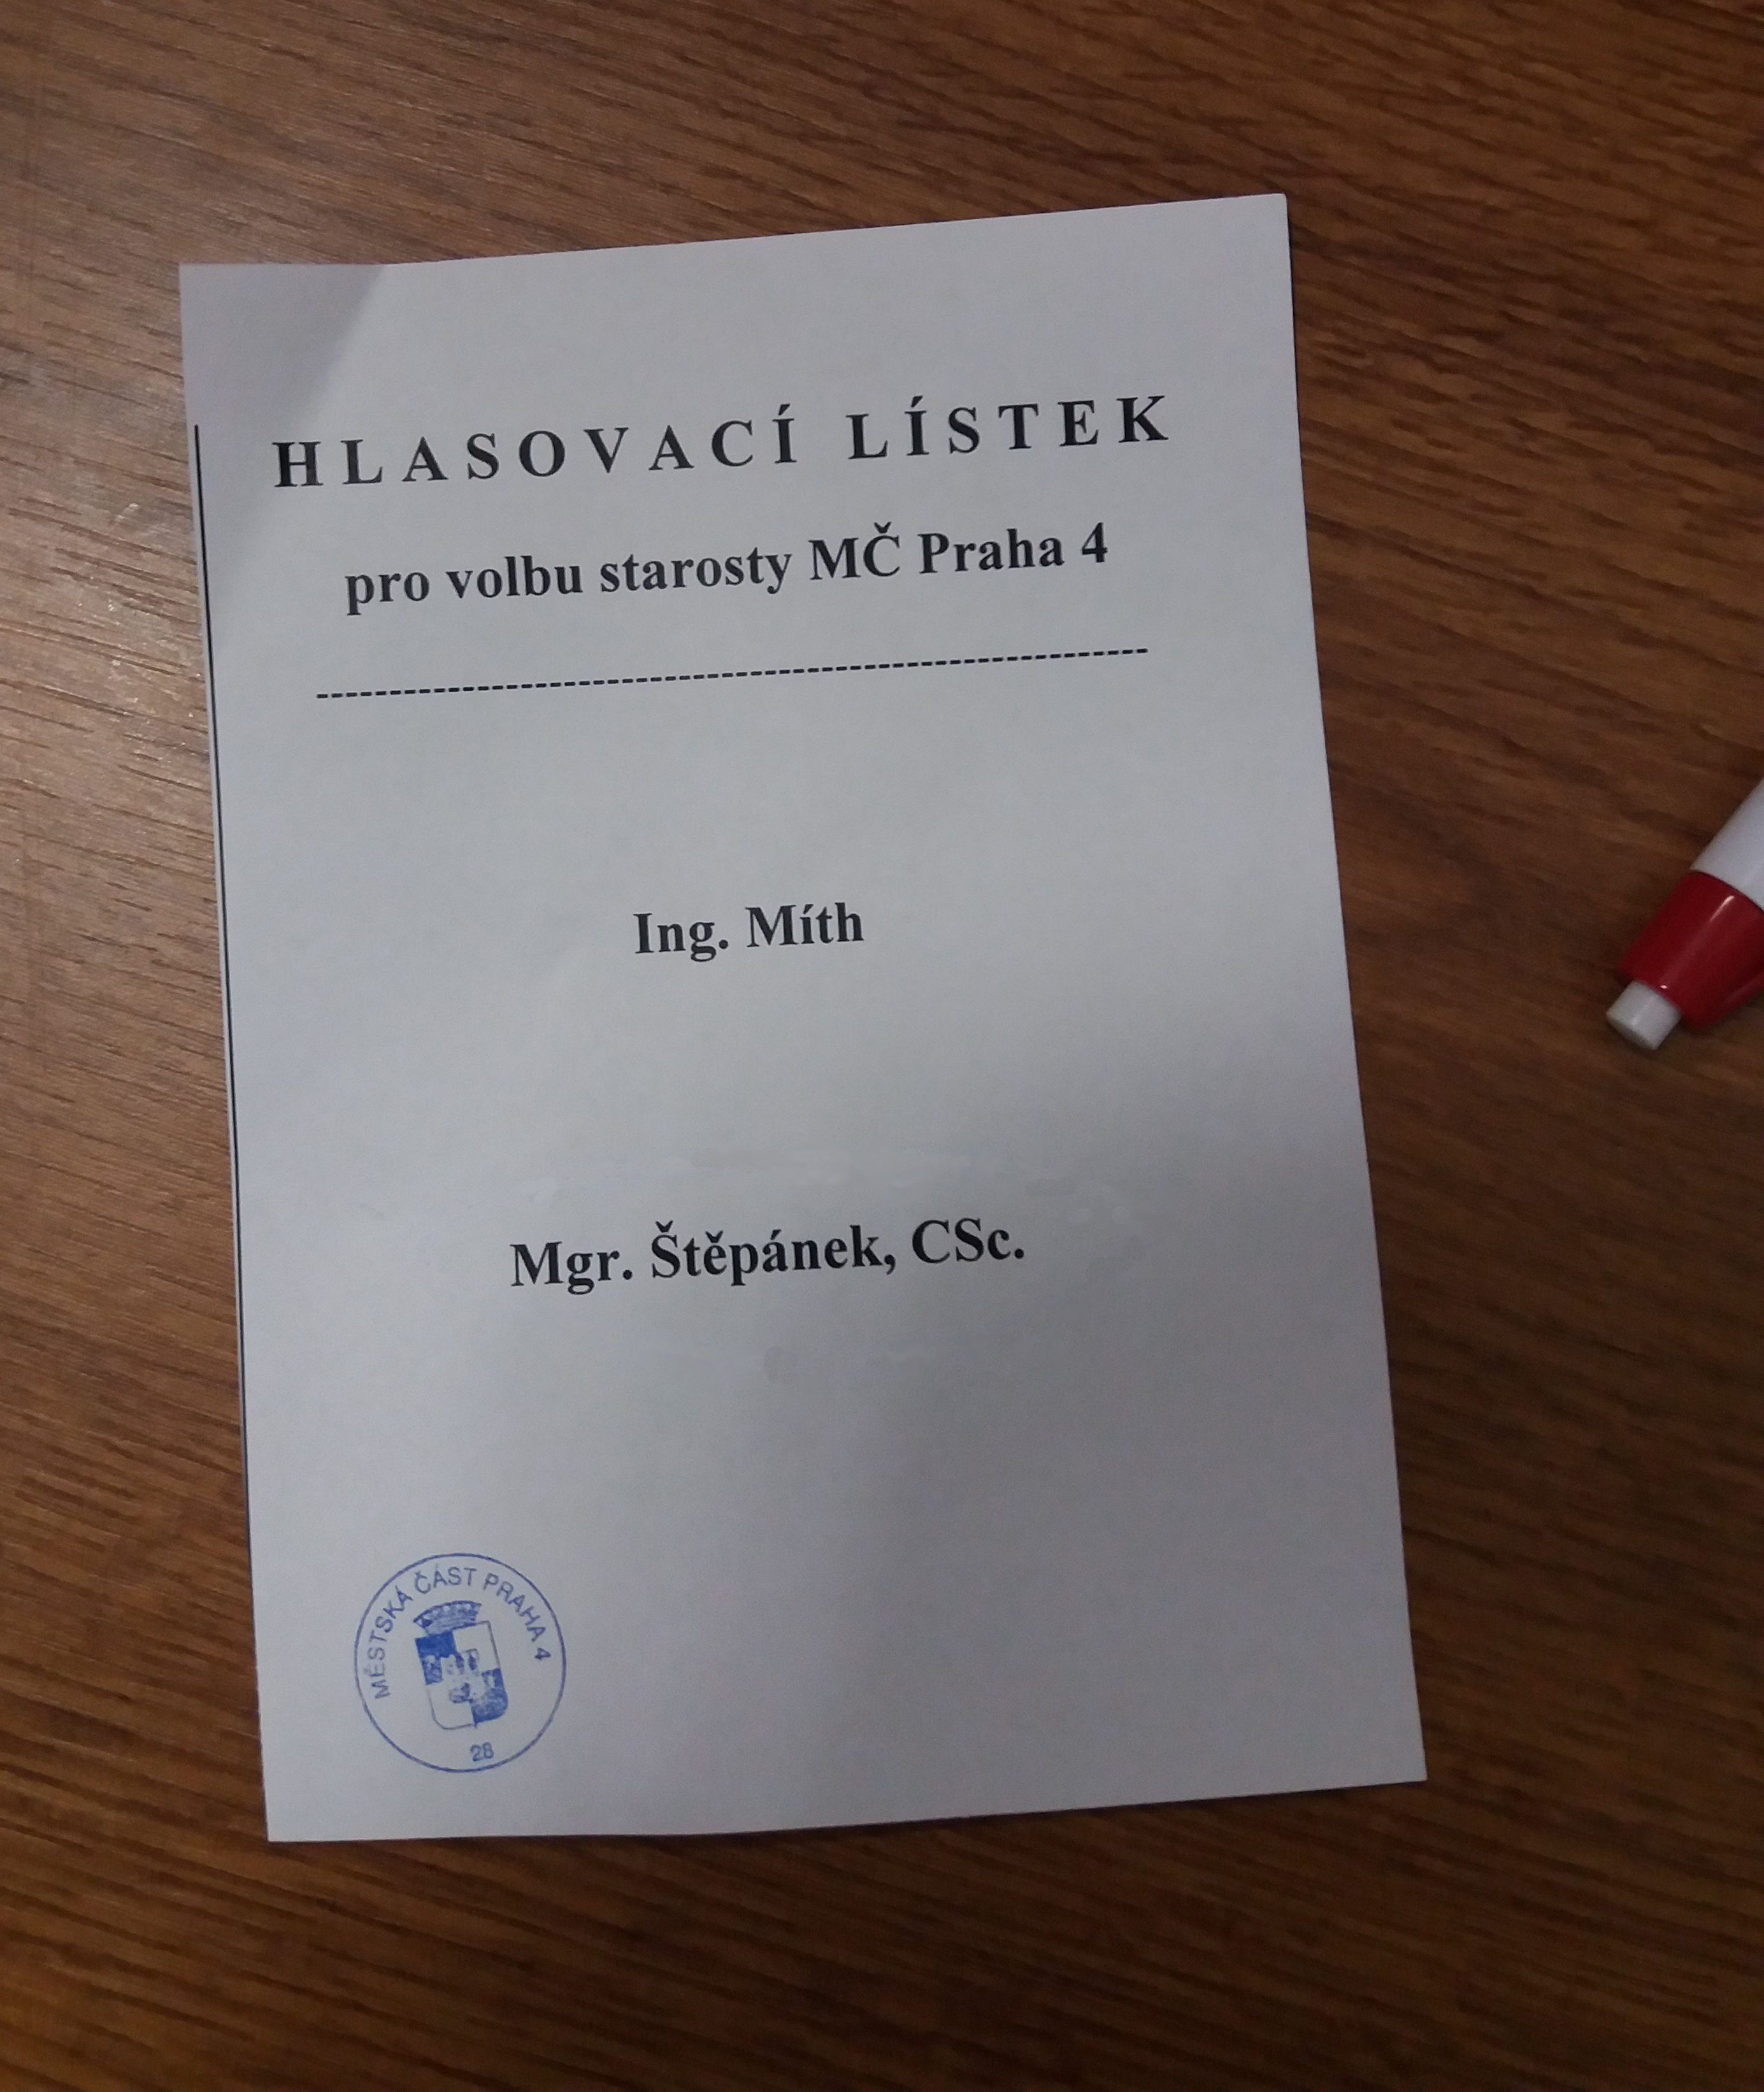 HLASOVACÍ LÍSTEK
pro volbu starosty MČ Praha 4
---------------------------------------------------------
Ing. Míth
Mgr. Štěpánek, CSc.
MĚSTSKÁ ČÁST PRAHA 4
28